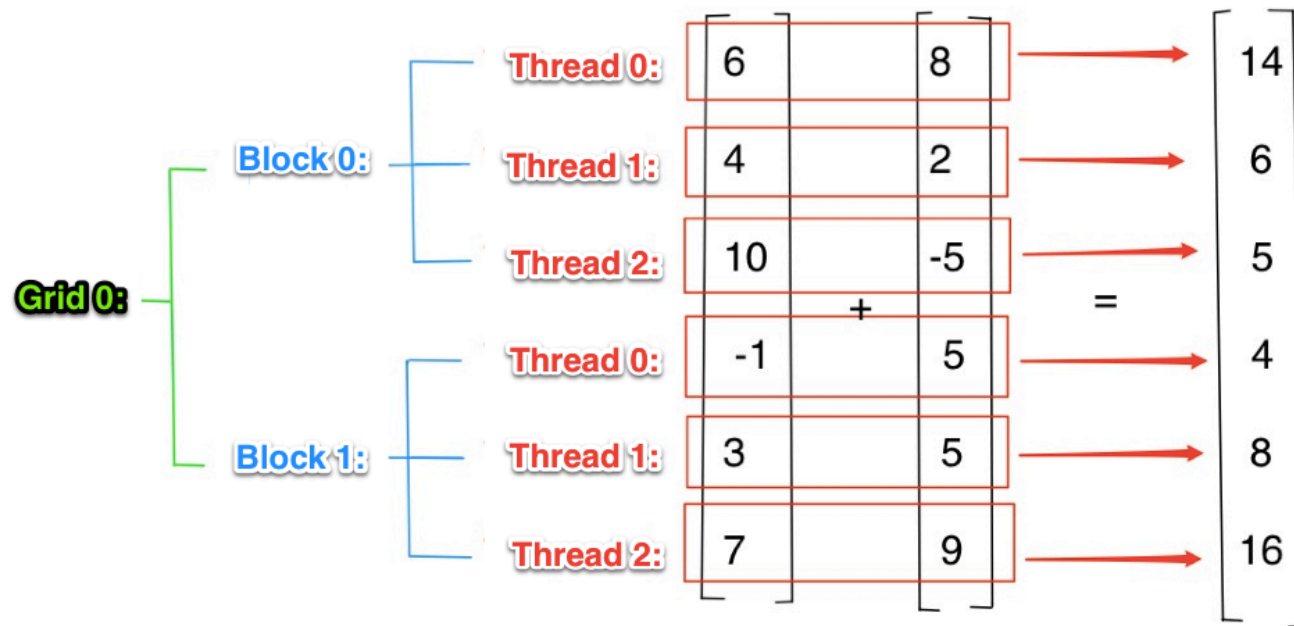 Thread 0: 6 8 14
Block 0: Thread 1: 4 2 6
Thread 2: 10 -5 5
Grid 0: + =
Thread 0: -1 5 4
Block 1: Thread 1: 3 5 8
Thread 2: 7 9 16